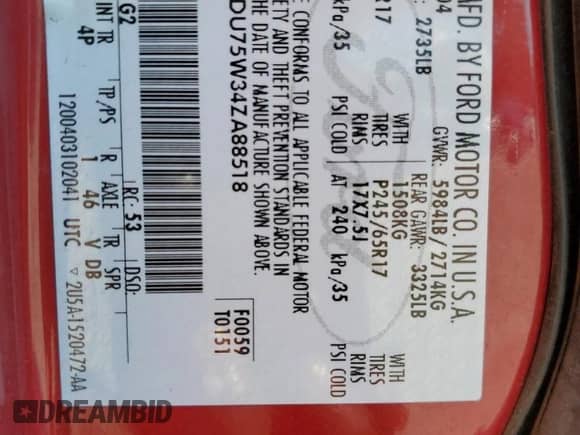 MFD. BY FORD MOTOR CO. IN U.S.A.
04 GVWR: 5984LB/ 2714KG
2735LB REAR GAWR: 3325LB
WITH 1508KG WITH
R17 TIRES P245/65R17 TIRES
RIMS 17X7.5J RIMS
kPa/35 PSI COLD AT 240 kPa/35 PSI COLD
E CONFORMS TO ALL APPLICABLE FEDERAL MOTOR
ETY AND THEFT PREVENTION STANDARDS IN
THE DATE OF MANUFACTURE SHOWN ABOVE.
DU75W34ZA88518 F0059
T0151
G2 RC: 53 DSO:
INT TR TP/PS R AXLE TR SPR
4P 1 46 V DB
1200403102041 UTC ▽ 2U5A-1520472-AA
DREAMBID